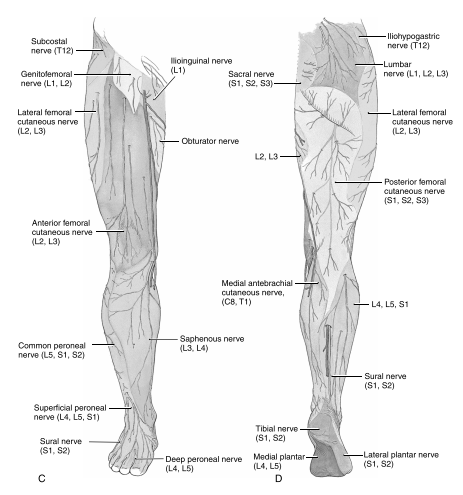 Subcostal
nerve (T12)
Genitofemoral
nerve (L1, L2)
Lateral femoral
cutaneous nerve
(L2, L3)
Anterior femoral
cutaneous nerve
(L2, L3)
Common peroneal
nerve (L5, S1, S2)
Superficial peroneal
nerve (L4, L5, S1)
Sural nerve
(S1, S2)
C
Ilioinguinal nerve
(L1)
Obturator nerve
Saphenous nerve
(L3, L4)
Deep peroneal nerve
(L4, L5)
Sacral nerve
(S1, S2, S3)
L2, L3
Medial antebrachial
cutaneous nerve,
(C8, T1)
Tibial nerve
(S1, S2)
Medial plantar
(L4, L5)
D
Iliohypogastric
nerve (T12)
Lumbar
nerve (L1, L2, L3)
Lateral femoral
cutaneous nerve
(L2, L3)
Posterior femoral
cutaneous nerve
(S1, S2, S3)
L4, L5, S1
Sural nerve
(S1, S2)
Lateral plantar nerve
(S1, S2)